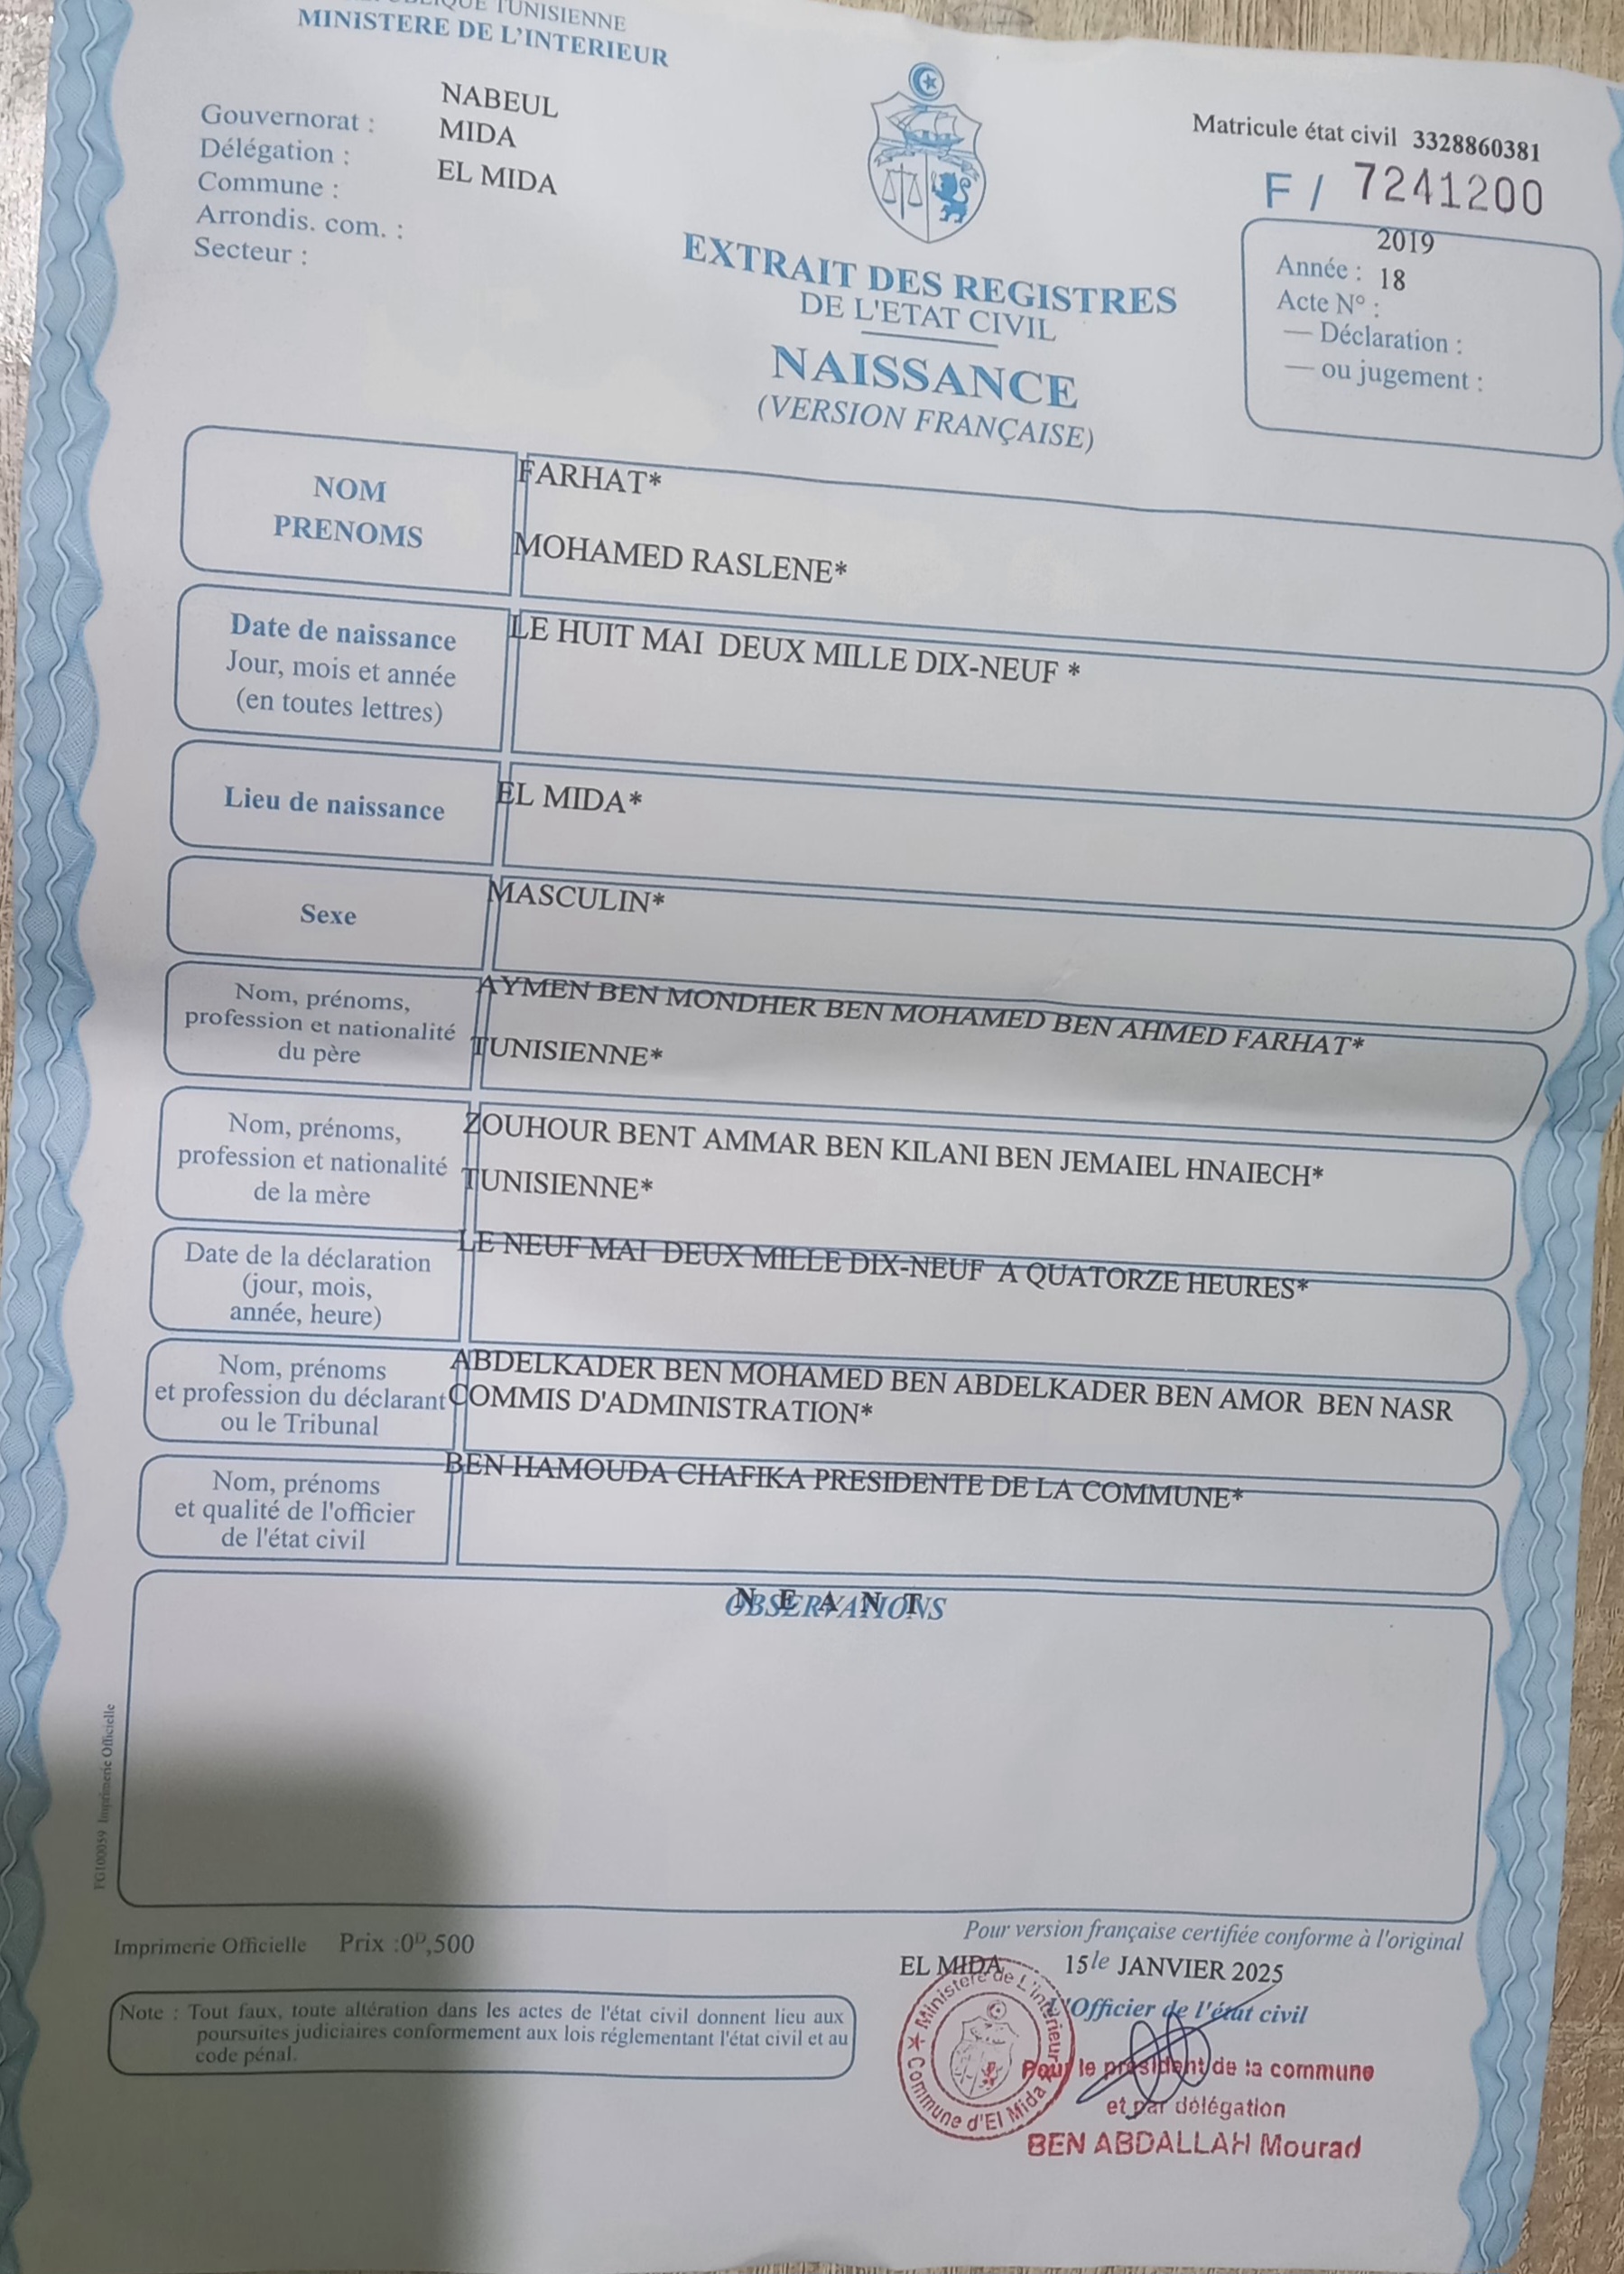 RÉPUBLIQUE TUNISIENNE
MINISTERE DE L'INTERIEUR
Gouvernorat : NABEUL
Délégation : MIDA
Commune : EL MIDA
Arrondis. com. :
Secteur :
Matricule état civil 3328860381
F / 7241200
2019
Année : 18
Acte N° :
— Déclaration :
— ou jugement :
EXTRAIT DES REGISTRES
DE L'ETAT CIVIL
NAISSANCE
(VERSION FRANÇAISE)
NOM
FARHAT*
PRENOMS
MOHAMED RASLENE*
Date de naissance
Jour, mois et année
(en toutes lettres)
LE HUIT MAI DEUX MILLE DIX-NEUF *
Lieu de naissance
EL MIDA*
Sexe
MASCULIN*
Nom, prénoms,
profession et nationalité
du père
AYMEN BEN MONDHER BEN MOHAMED BEN AHMED FARHAT*
TUNISIENNE*
Nom, prénoms,
profession et nationalité
de la mère
ZOUHOUR BENT AMMAR BEN KILANI BEN JEMAIEL HNAIECH*
TUNISIENNE*
Date de la déclaration
(jour, mois,
année, heure)
LE NEUF MAI DEUX MILLE DIX-NEUF A QUATORZE HEURES*
Nom, prénoms
et profession du déclarant
ou le Tribunal
ABDELKADER BEN MOHAMED BEN ABDELKADER BEN AMOR BEN NASR
COMMIS D'ADMINISTRATION*
Nom, prénoms
et qualité de l'officier
de l'état civil
BEN HAMOUDA CHAFIKA PRESIDENTE DE LA COMMUNE*
OBSERVATIONS
N E A N T
FG100059 Imprimerie Officielle
Imprimerie Officielle Prix :0ᴰ,500
Note : Tout faux, toute altération dans les actes de l'état civil donnent lieu aux
poursuites judiciaires conformement aux lois réglementant l'état civil et au
code pénal.
Pour version française certifiée conforme à l'original
EL MIDA 15 le JANVIER 2025
L'Officier de l'état civil
Ministère de L'intérieur
Commune d'El Mida
Pour le président de la commune
et par délégation
BEN ABDALLAH Mourad